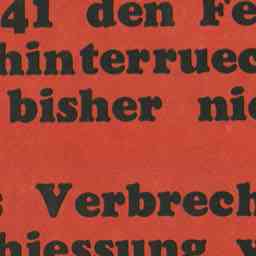 41 den Fe
hinterruec
bisher nic
s Verbrech
hiessung v